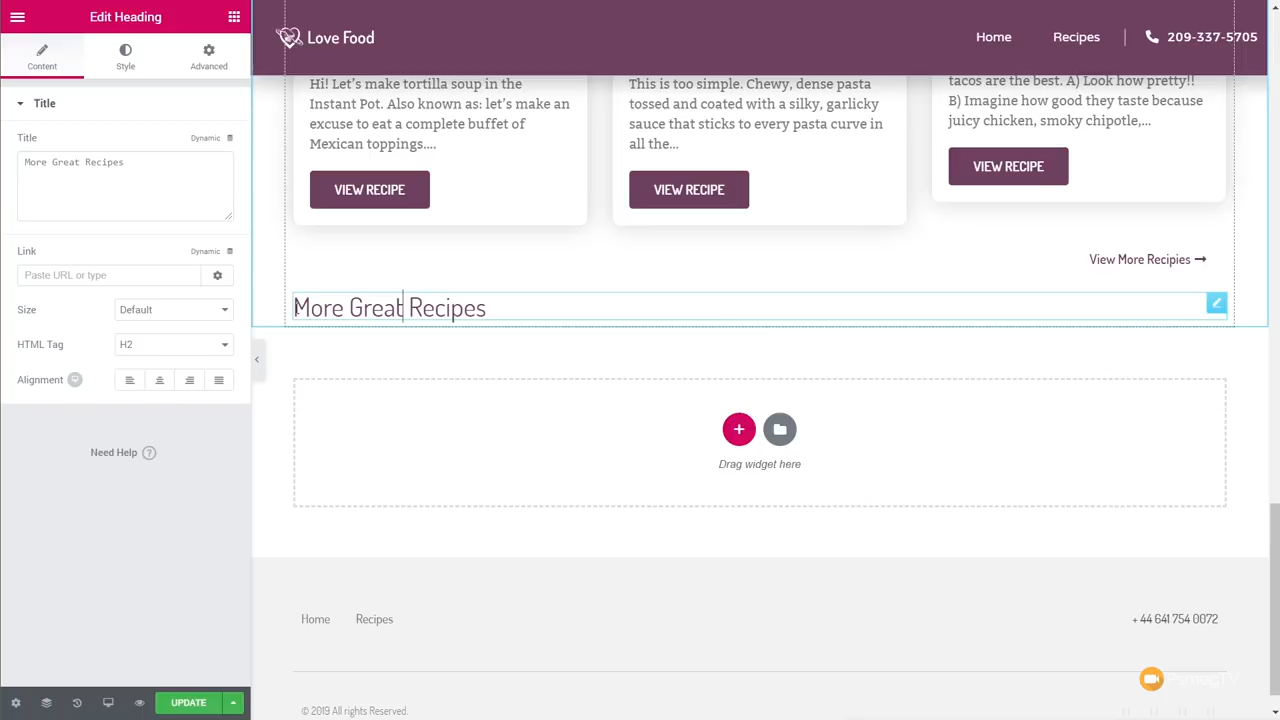 Edit Heading
Love Food
Home
Recipes
209-337-5705
Content
Style
Advanced
Title
Title
Dynamic
More Great Recipes
Link
Dynamic
Paste URL or type
Size
Default
HTML Tag
H2
Alignment
Need Help
UPDATE
Hi! Let's make tortilla soup in the
Instant Pot. Also known as: let's make an
excuse to eat a complete buffet of
Mexican toppings....
VIEW RECIPE
This is too simple. Chewy, dense pasta
tossed and coated with a silky, garlicky
sauce that sticks to every pasta curve in
all the...
VIEW RECIPE
tacos are the best. A) Look how pretty!!
B) Imagine how good they taste because
juicy chicken, smoky chipotle,...
VIEW RECIPE
View More Recipies
More Great Recipes
Drag widget here
Home
Recipes
+ 44 641 754 0072
PsmagTV
© 2019 All rights Reserved.